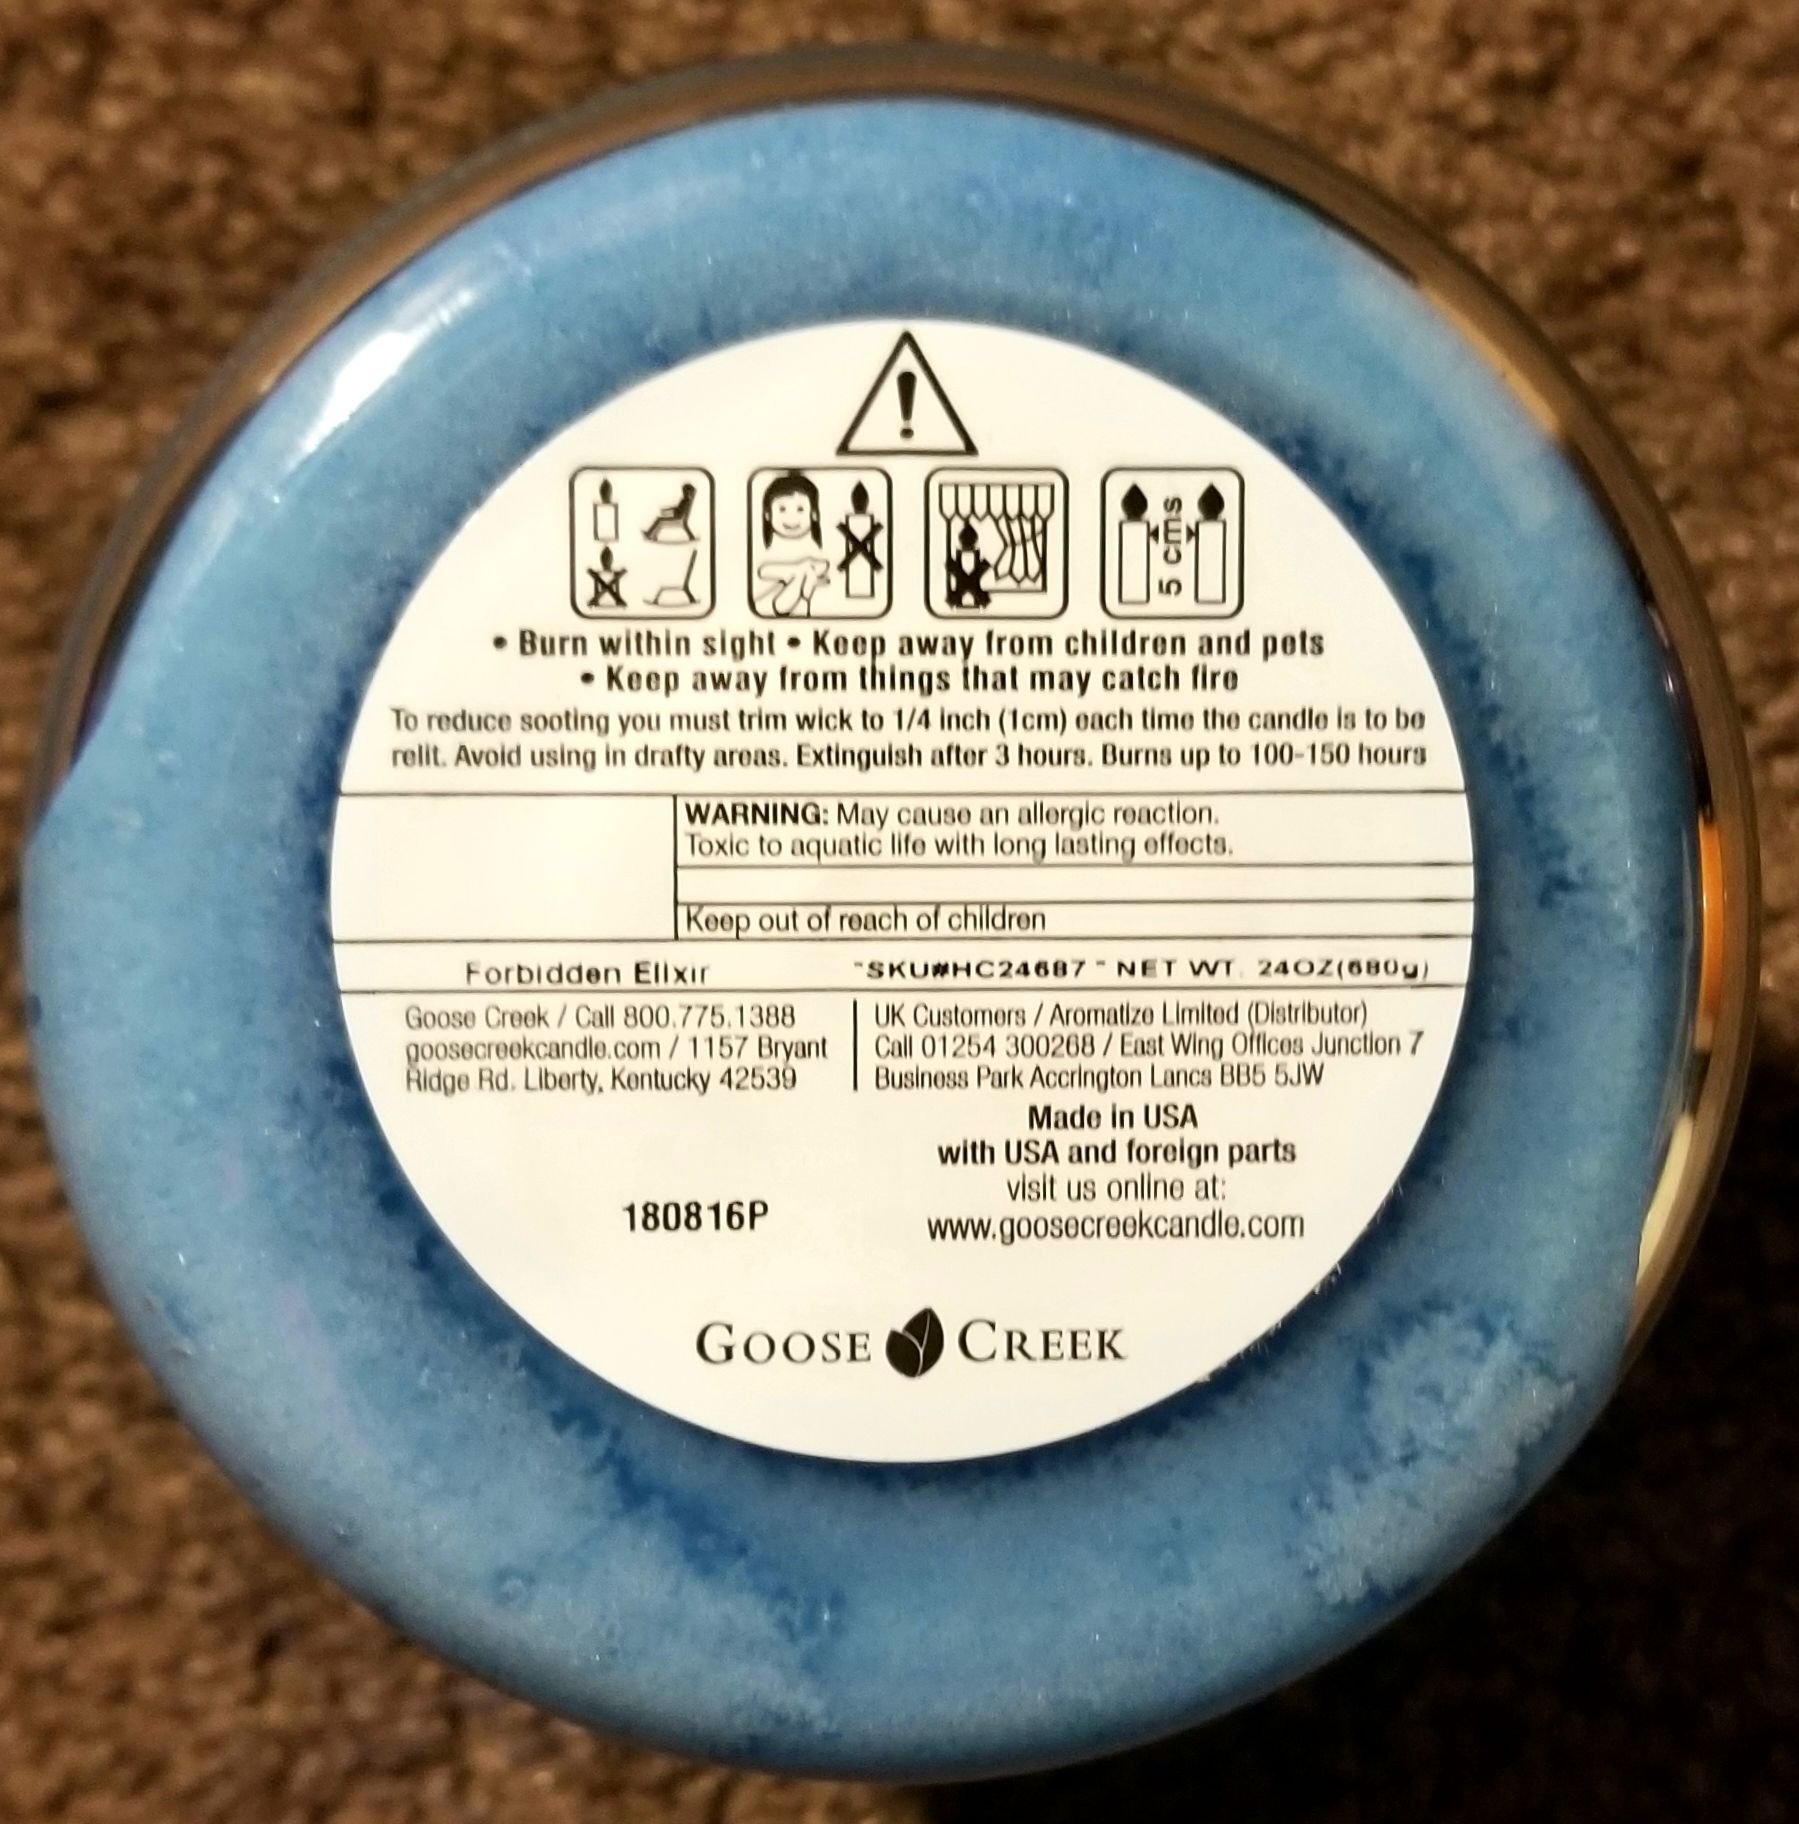 !
5 cms
• Burn within sight • Keep away from children and pets
• Keep away from things that may catch fire
To reduce sooting you must trim wick to 1/4 inch (1cm) each time the candle is to be
relit. Avoid using in drafty areas. Extinguish after 3 hours. Burns up to 100-150 hours
WARNING: May cause an allergic reaction.
Toxic to aquatic life with long lasting effects.
Keep out of reach of children
Forbidden Elixir
"SKU#HC24687 " NET WT. 24OZ(680g)
Goose Creek / Call 800.775.1388
goosecreekcandle.com / 1157 Bryant
Ridge Rd. Liberty, Kentucky 42539
UK Customers / Aromatize Limited (Distributor)
Call 01254 300268 / East Wing Offices Junction 7
Business Park Accrington Lancs BB5 5JW
Made in USA
with USA and foreign parts
visit us online at:
www.goosecreekcandle.com
180816P
GOOSE CREEK